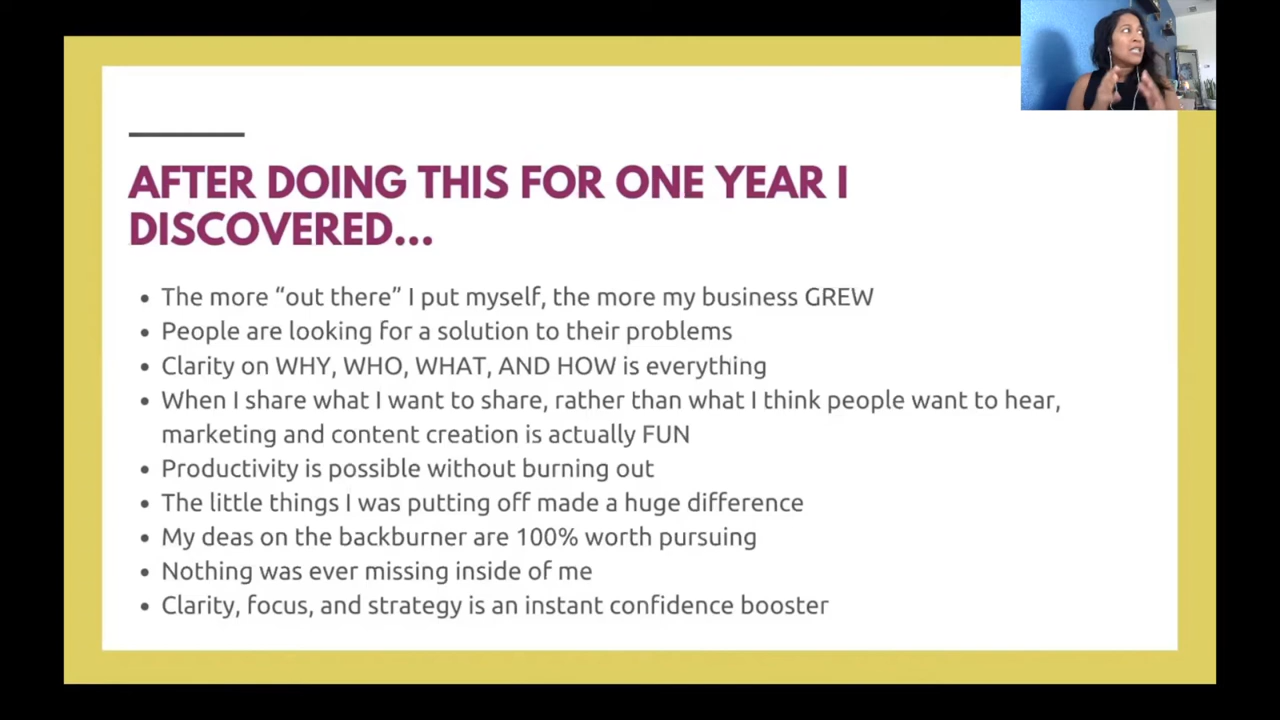 AFTER DOING THIS FOR ONE YEAR I
DISCOVERED...
• The more “out there” I put myself, the more my business GREW
• People are looking for a solution to their problems
• Clarity on WHY, WHO, WHAT, AND HOW is everything
• When I share what I want to share, rather than what I think people want to hear,
marketing and content creation is actually FUN
• Productivity is possible without burning out
• The little things I was putting off made a huge difference
• My deas on the backburner are 100% worth pursuing
• Nothing was ever missing inside of me
• Clarity, focus, and strategy is an instant confidence booster